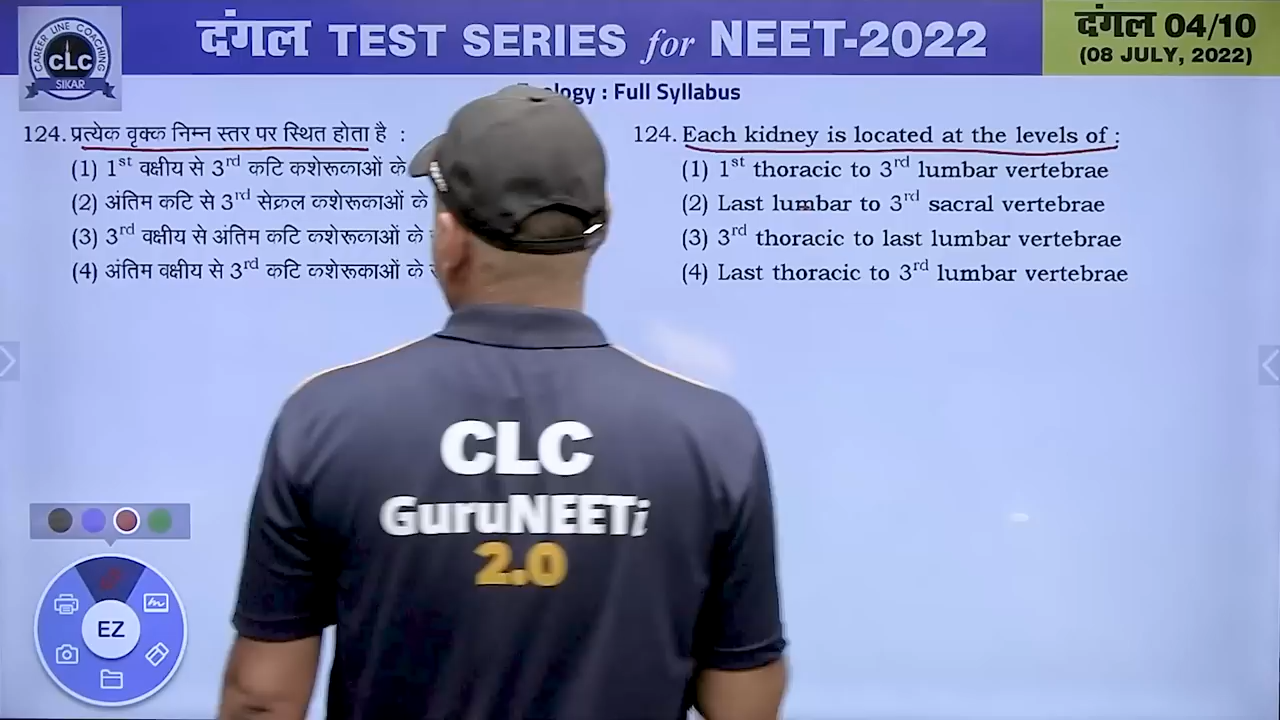 CAREER LINE COACHING
CLC
SIKAR
दंगल TEST SERIES for NEET-2022
दंगल 04/10
(08 JULY, 2022)
: Full Syllabus
124. प्रत्येक वृक्क निम्न स्तर पर स्थित होता है :
(1) 1st वक्षीय से 3rd कटि कशेरूकाओं के
(2) अंतिम कटि से 3rd सेक्रल कशेरूकाओं के
(3) 3rd वक्षीय से अंतिम कटि कशेरूकाओं के
(4) अंतिम वक्षीय से 3rd कटि कशेरूकाओं के
124. Each kidney is located at the levels of :
(1) 1st thoracic to 3rd lumbar vertebrae
(2) Last lumbar to 3rd sacral vertebrae
(3) 3rd thoracic to last lumbar vertebrae
(4) Last thoracic to 3rd lumbar vertebrae
CLC
GuruNEETi
2.0
EZ